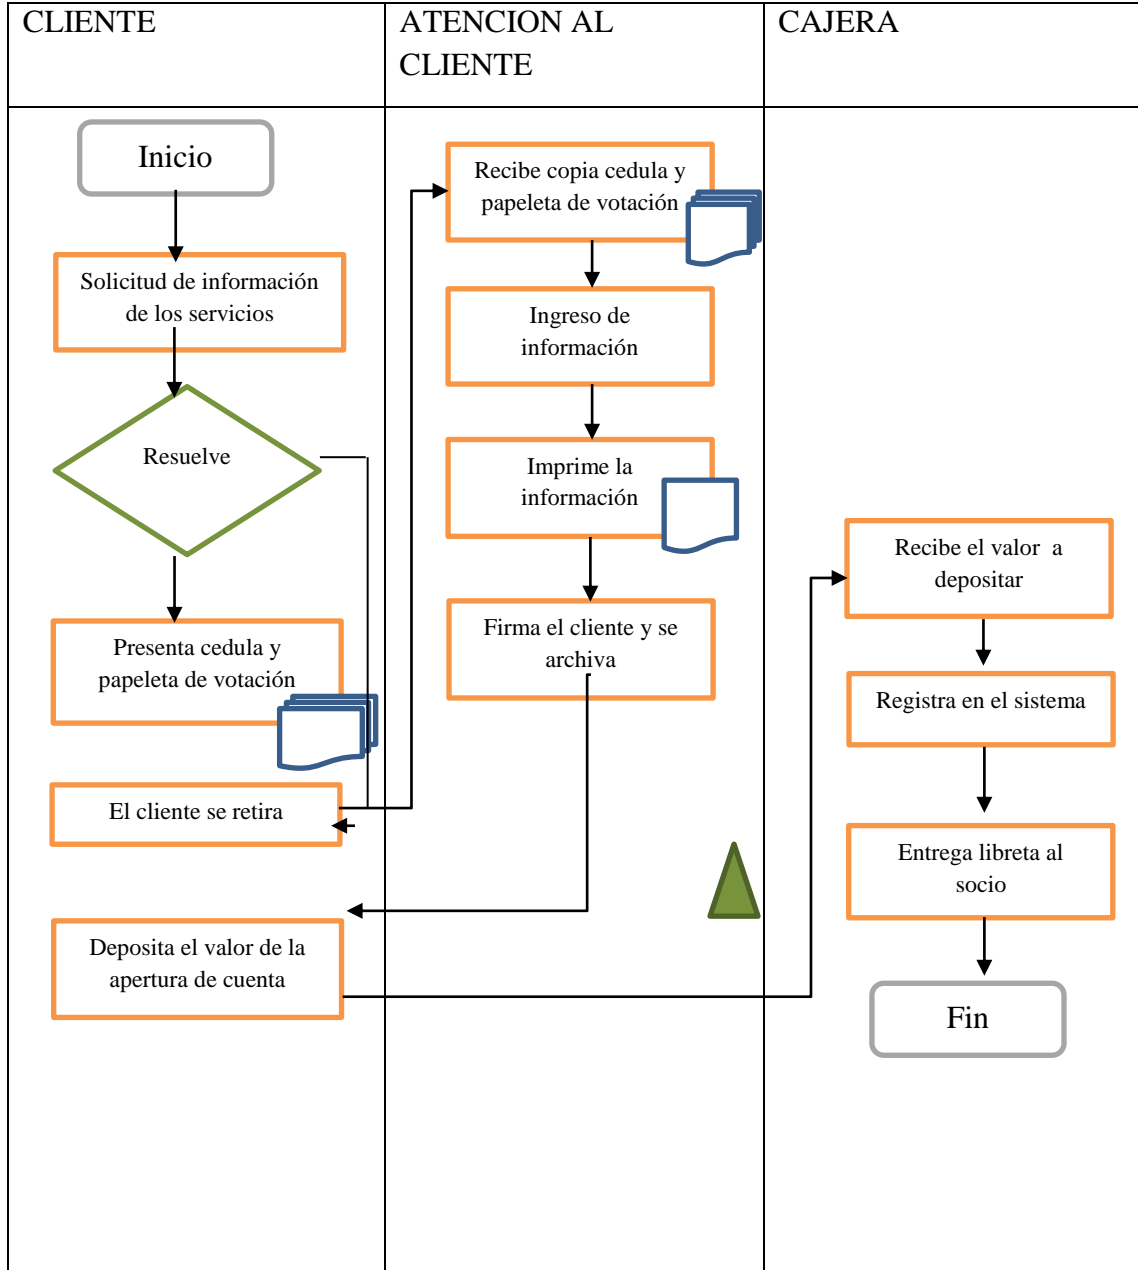 CLIENTE
ATENCION AL
CLIENTE
CAJERA
Inicio
Solicitud de información
de los servicios
Resuelve
Presenta cedula y
papeleta de votación
El cliente se retira
Deposita el valor de la
apertura de cuenta
Recibe copia cedula y
papeleta de votación
Ingreso de
información
Imprime la
información
Firma el cliente y se
archiva
Recibe el valor  a
depositar
Registra en el sistema
Entrega libreta al
socio
Fin